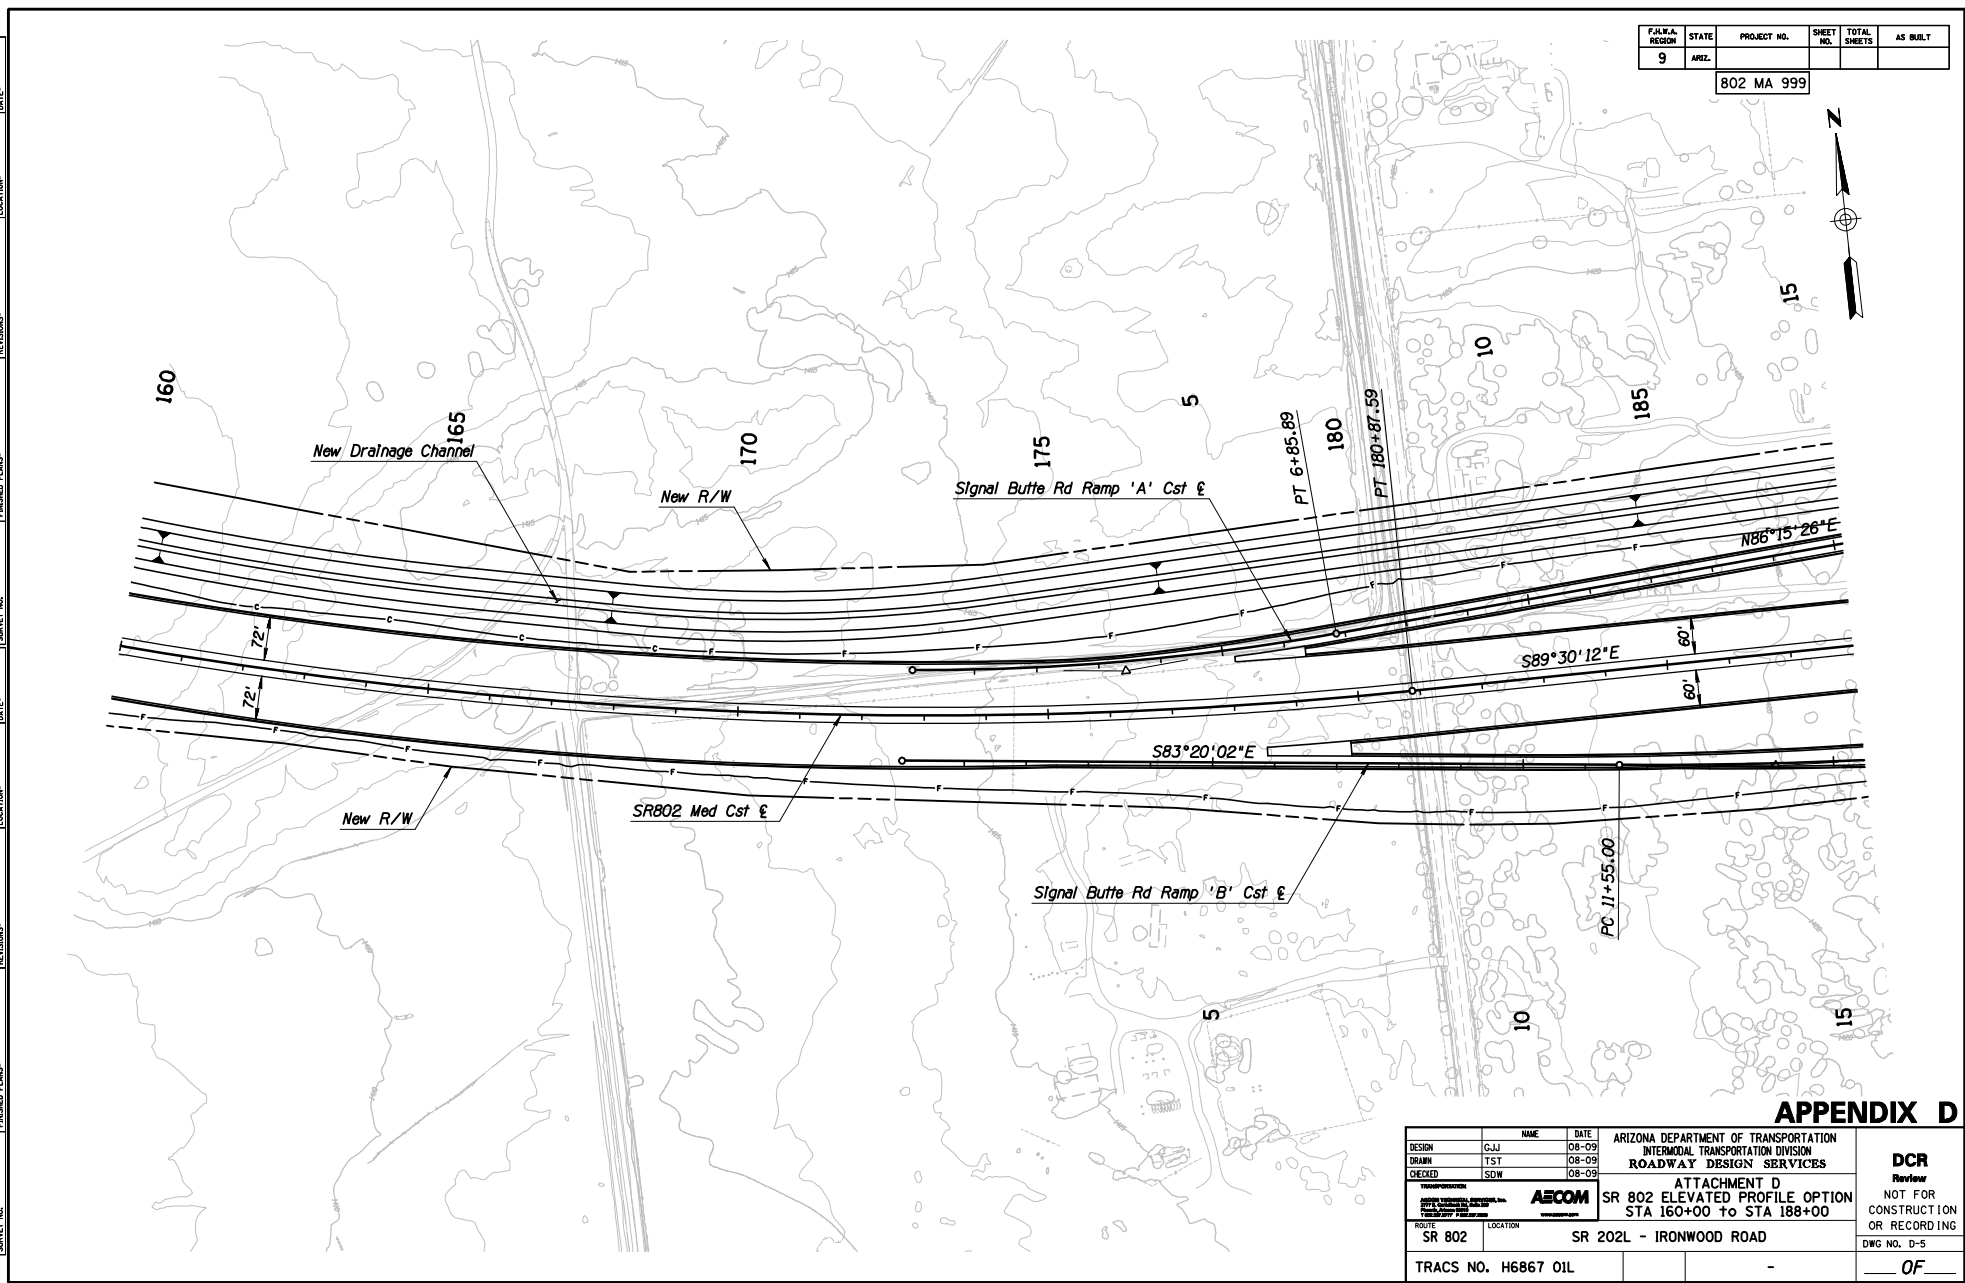 F.H.W.A. REGION STATE PROJECT NO. SHEET NO. TOTAL SHEETS AS BUILT
9 ARIZ.
802 MA 999
N
15
10
160
165
170
175
5
180
185
PT 6+85.89
PT 180+87.59
New Drainage Channel
New R/W
Signal Butte Rd Ramp 'A' Cst ℄
N86°15'26"E
72'
72'
60'
60'
S89°30'12"E
S83°20'02"E
New R/W
SR802 Med Cst ℄
Signal Butte Rd Ramp 'B' Cst ℄
PC 11+55.00
5
10
15
APPENDIX D
NAME DATE
DESIGN GJJ 08-09
DRAWN TST 08-09
CHECKED SDW 08-09
ARIZONA DEPARTMENT OF TRANSPORTATION
INTERMODAL TRANSPORTATION DIVISION
ROADWAY DESIGN SERVICES
AECOM
ATTACHMENT D
SR 802 ELEVATED PROFILE OPTION
STA 160+00 to STA 188+00
DCR
Review
NOT FOR
CONSTRUCTION
OR RECORDING
ROUTE
SR 802
LOCATION
SR 202L - IRONWOOD ROAD
DWG NO. D-5
TRACS NO. H6867 01L
-
OF